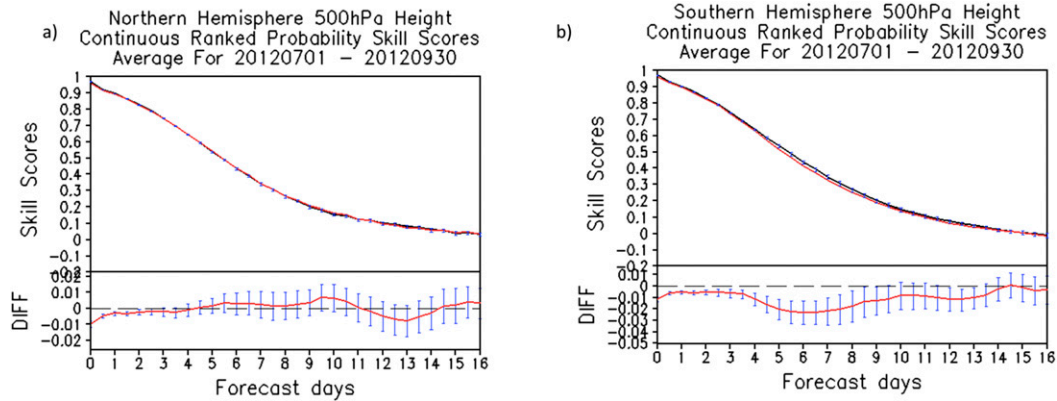 a)
Northern Hemisphere 500hPa Height
Continuous Ranked Probability Skill Scores
Average For 20120701 – 20120930
Skill Scores
1
0.9
0.8
0.7
0.6
0.5
0.4
0.3
0.2
0.1
0
-0.1
-0.2
DIFF
0.02
0.01
0
-0.01
-0.02
0 1 2 3 4 5 6 7 8 9 10 11 12 13 14 15 16
Forecast days
b)
Southern Hemisphere 500hPa Height
Continuous Ranked Probability Skill Scores
Average For 20120701 – 20120930
Skill Scores
1
0.9
0.8
0.7
0.6
0.5
0.4
0.3
0.2
0.1
0
-0.1
-0.2
DIFF
0.01
0
-0.01
-0.02
-0.03
-0.04
-0.05
0 1 2 3 4 5 6 7 8 9 10 11 12 13 14 15 16
Forecast days